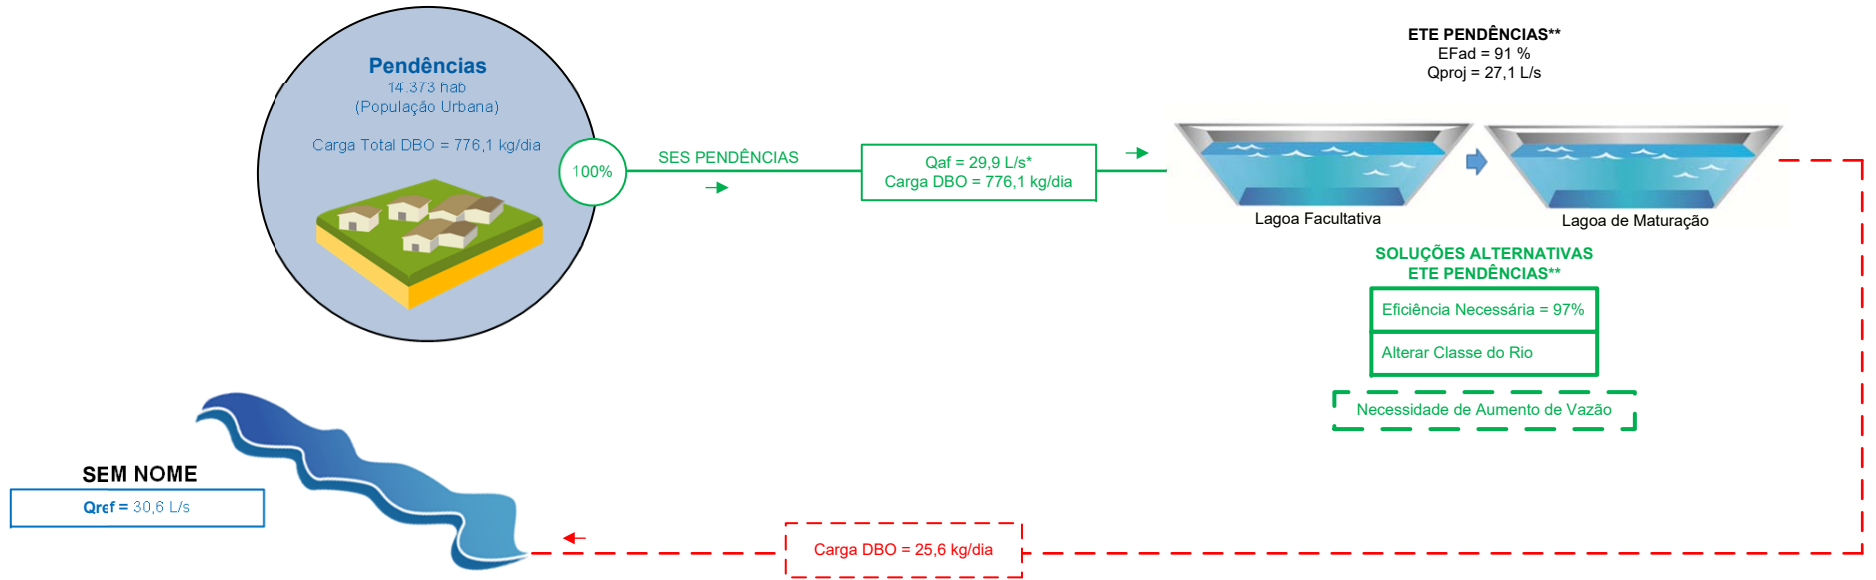 Pendências
14.373 hab
(População Urbana)
Carga Total DBO = 776,1 kg/dia
100%
SES PENDÊNCIAS
Qaf = 29,9 L/s*
Carga DBO = 776,1 kg/dia
ETE PENDÊNCIAS**
EFad = 91 %
Qproj = 27,1 L/s
Lagoa Facultativa
Lagoa de Maturação
SOLUÇÕES ALTERNATIVAS
ETE PENDÊNCIAS**
Eficiência Necessária = 97%
Alterar Classe do Rio
Necessidade de Aumento de Vazão
SEM NOME
Qref = 30,6 L/s
Carga DBO = 25,6 kg/dia